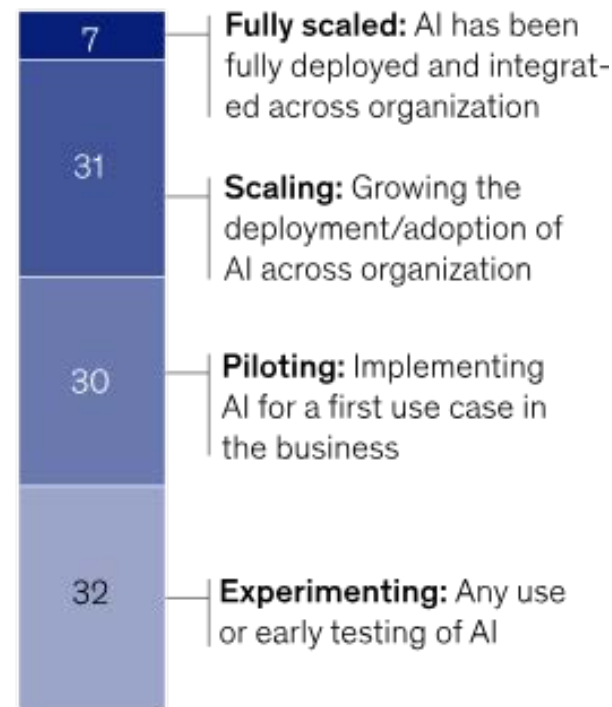 7
Fully scaled: AI has been
fully deployed and integrat-
ed across organization
31
Scaling: Growing the
deployment/adoption of
AI across organization
30
Piloting: Implementing
AI for a first use case in
the business
32
Experimenting: Any use
or early testing of AI